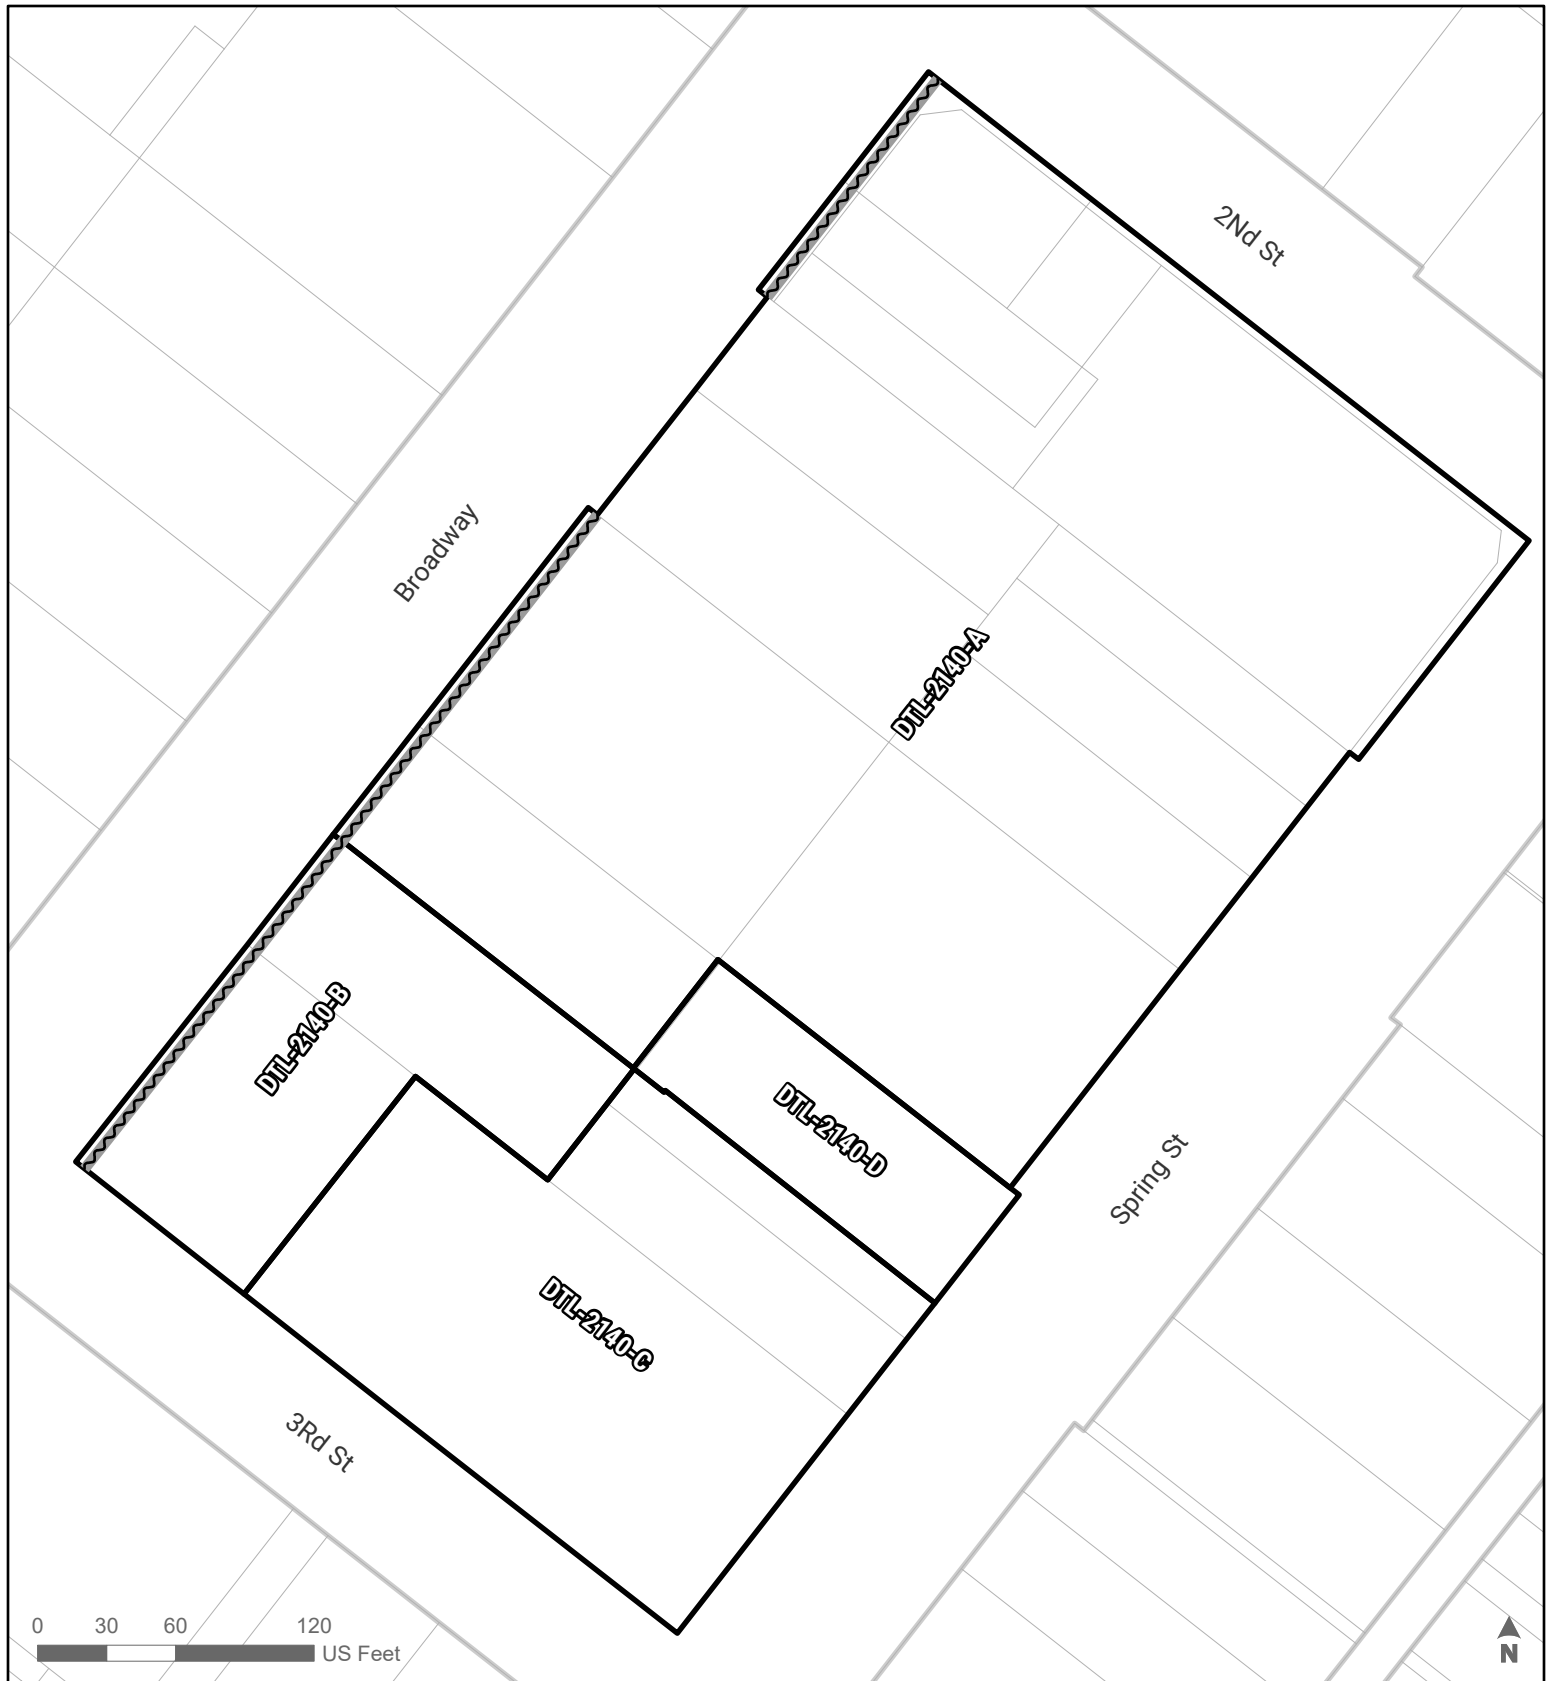 2Nd St
Broadway
DTL-2140-A
DTL-2140-B
DTL-2140-D
Spring St
DTL-2140-C
3Rd St
0 30 60 120
US Feet
N